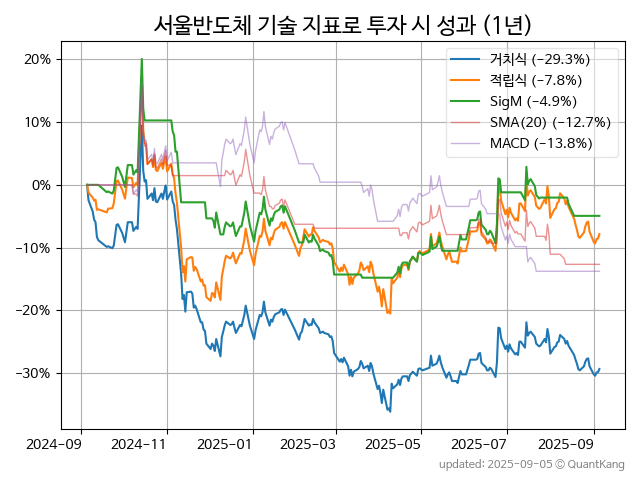 서울반도체 기술 지표로 투자 시 성과 (1년)
거치식 (−29.3%)
적립식 (−7.8%)
SigM (−4.9%)
SMA(20) (−12.7%)
MACD (−13.8%)
20%
10%
0%
−10%
−20%
−30%
2024-09 2024-11 2025-01 2025-03 2025-05 2025-07 2025-09
updated: 2025-09-05 ⓒ QuantKang